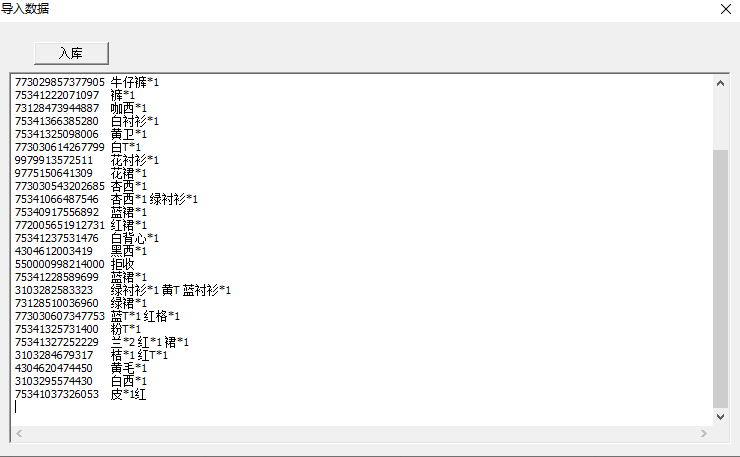 导入数据
入库
773029857377905 牛仔裤*1
75341222071097 裤*1
73128473944887 咖西*1
75341366385280 白衬衫*1
75341325098006 黄卫*1
773030614267799 白T*1
9979913572511 花衬衫*1
9775150641309 花裙*1
773030543202685 杏西*1
75341066487546 杏西*1 绿衬衫*1
75340917556892 蓝裙*1
772005651912731 红裙*1
75341237531476 白背心*1
4304612003419 黑西*1
550000998214000 拒收
75341228589699 蓝裙*1
3103282583323 绿衬衫*1 黄T 蓝衬衫*1
73128510036960 绿裙*1
773030607347753 蓝T*1 红格*1
75341325731400 粉T*1
75341327252229 兰*2 红*1 裙*1
3103284679317 桔*1 红T*1
4304620474450 黄毛*1
3103295574430 白西*1
75341037326053 皮*1红